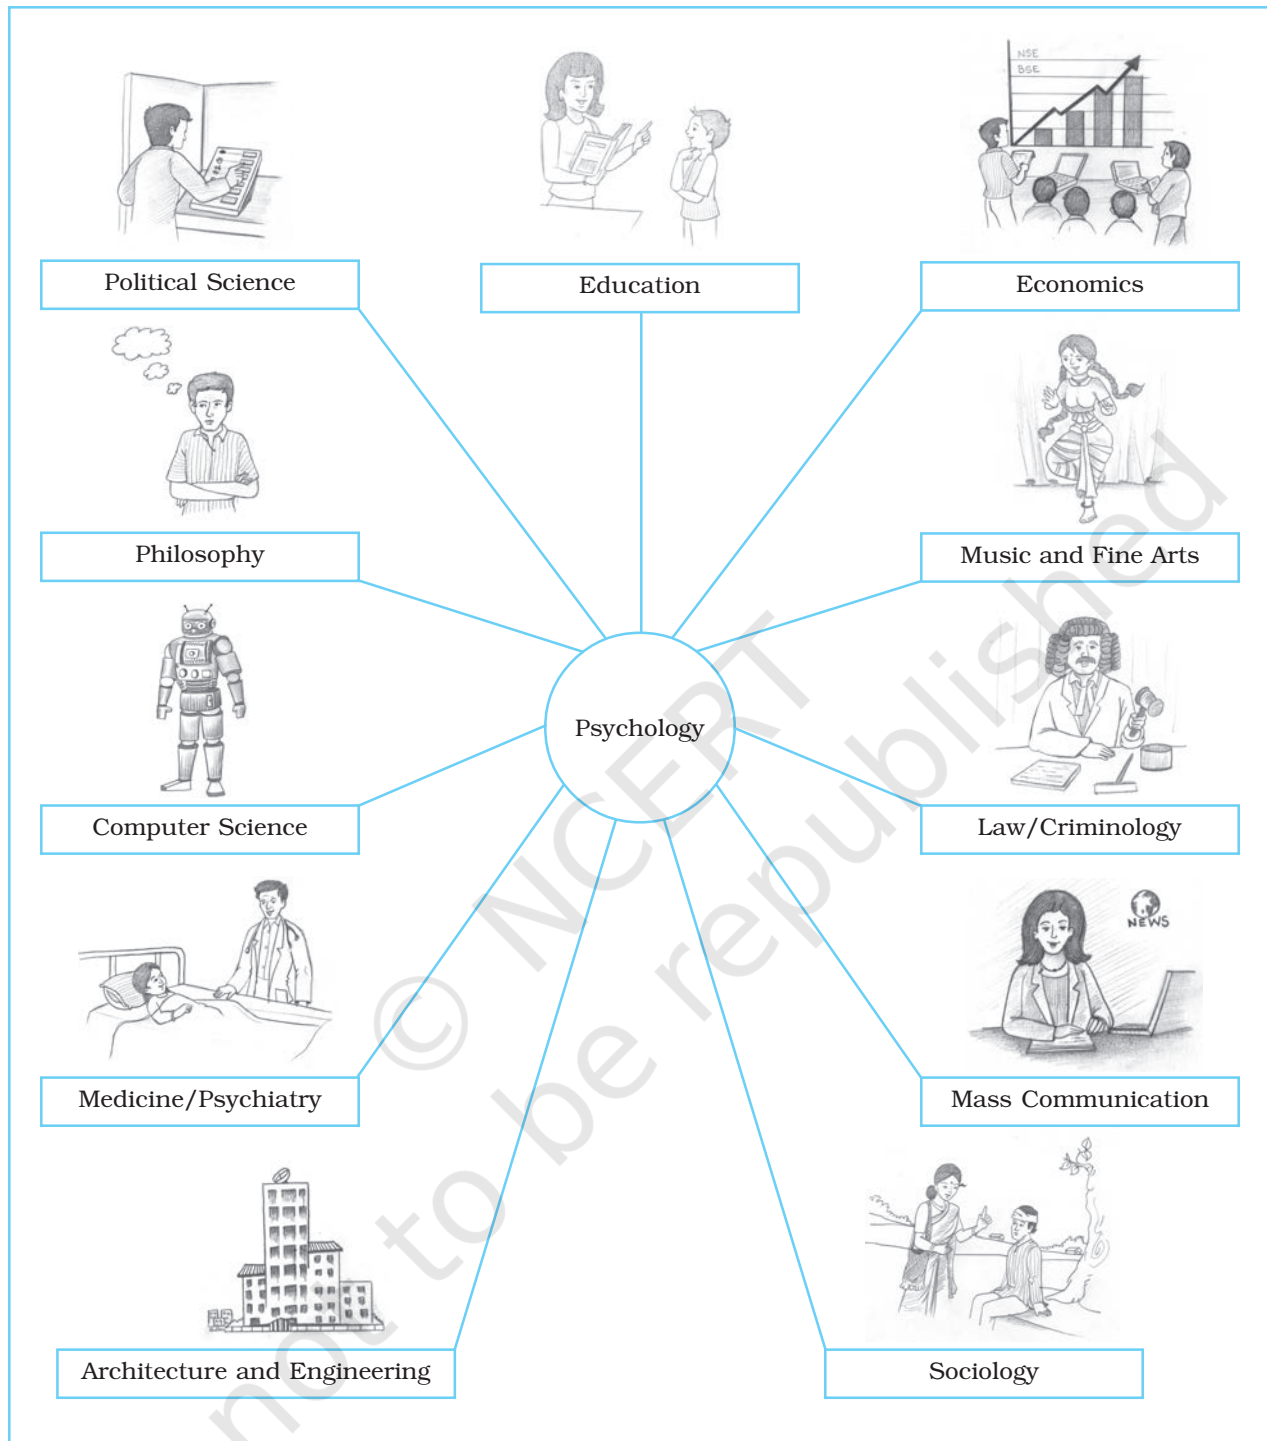 NSE
BSE
Political Science
Education
Economics
Philosophy
Music and Fine Arts
Psychology
Computer Science
Law/Criminology
NEWS
Medicine/Psychiatry
Mass Communication
Architecture and Engineering
Sociology
© NCERT
not to be republished